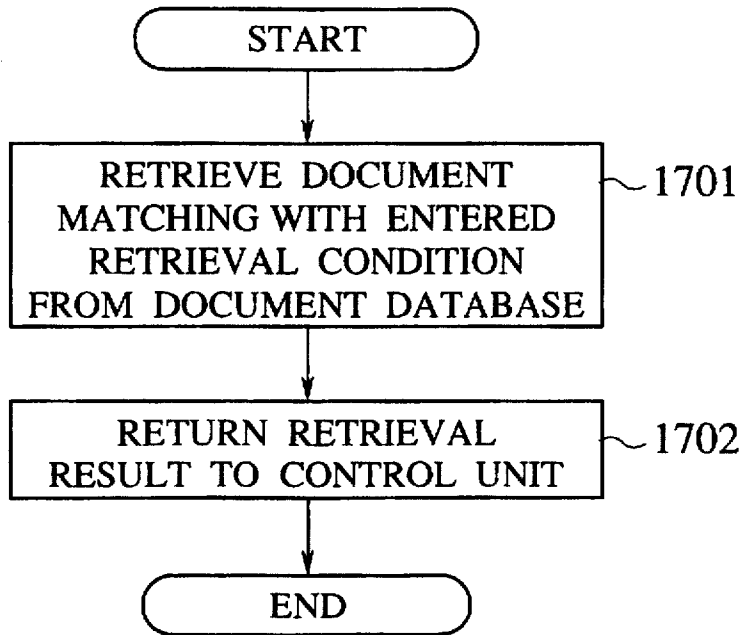 START
RETRIEVE DOCUMENT
MATCHING WITH ENTERED
RETRIEVAL CONDITION
FROM DOCUMENT DATABASE
1701
RETURN RETRIEVAL
RESULT TO CONTROL UNIT
1702
END